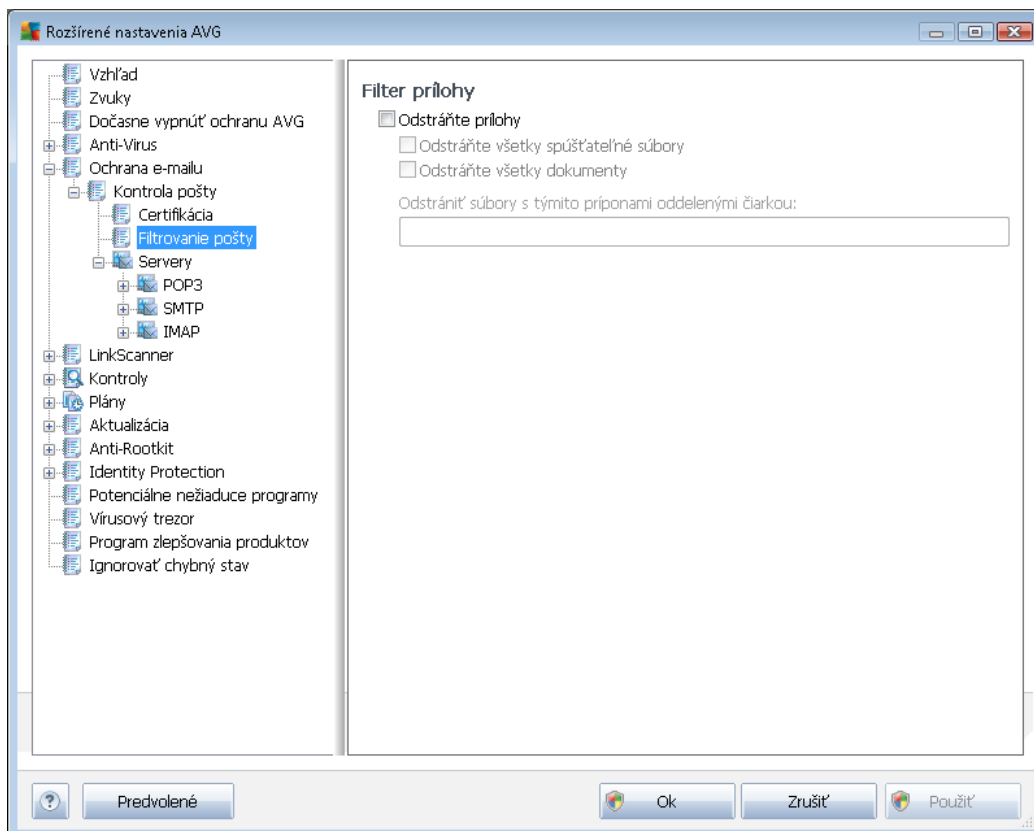 Rozšírené nastavenia AVG
Vzhľad
Zvuky
Dočasne vypnúť ochranu AVG
Anti-Virus
Ochrana e-mailu
Kontrola pošty
Certifikácia
Filtrovanie pošty
Servery
POP3
SMTP
IMAP
LinkScanner
Kontroly
Plány
Aktualizácia
Anti-Rootkit
Identity Protection
Potenciálne nežiaduce programy
Vírusový trezor
Program zlepšovania produktov
Ignorovať chybný stav
Filter prílohy
Odstráňte prílohy
Odstráňte všetky spúšťateľné súbory
Odstráňte všetky dokumenty
Odstrániť súbory s týmito príponami oddelenými čiarkou:
?
Predvolené
Ok
Zrušiť
Použiť